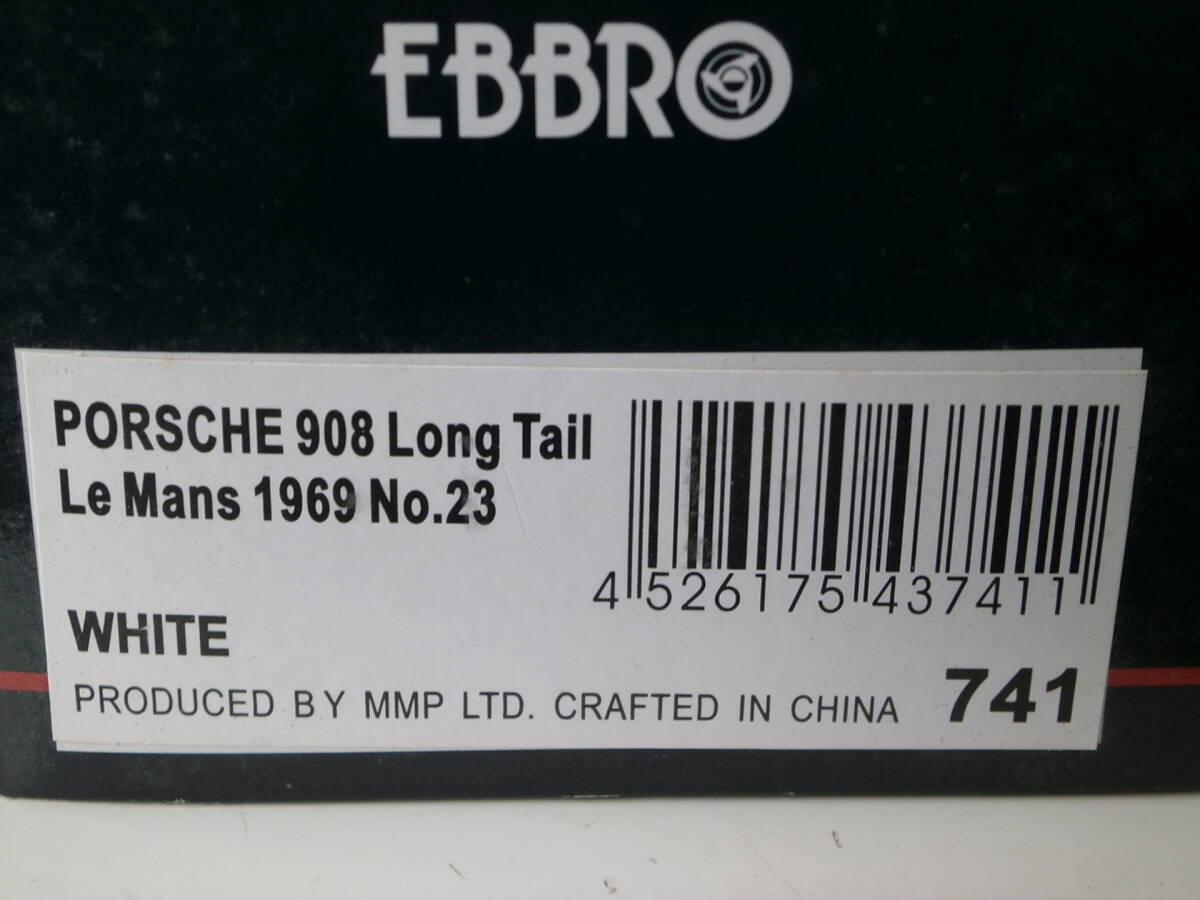 EBBRO
PORSCHE 908 Long Tail
Le Mans 1969 No.23
4 526175 437411
WHITE
PRODUCED BY MMP LTD. CRAFTED IN CHINA 741